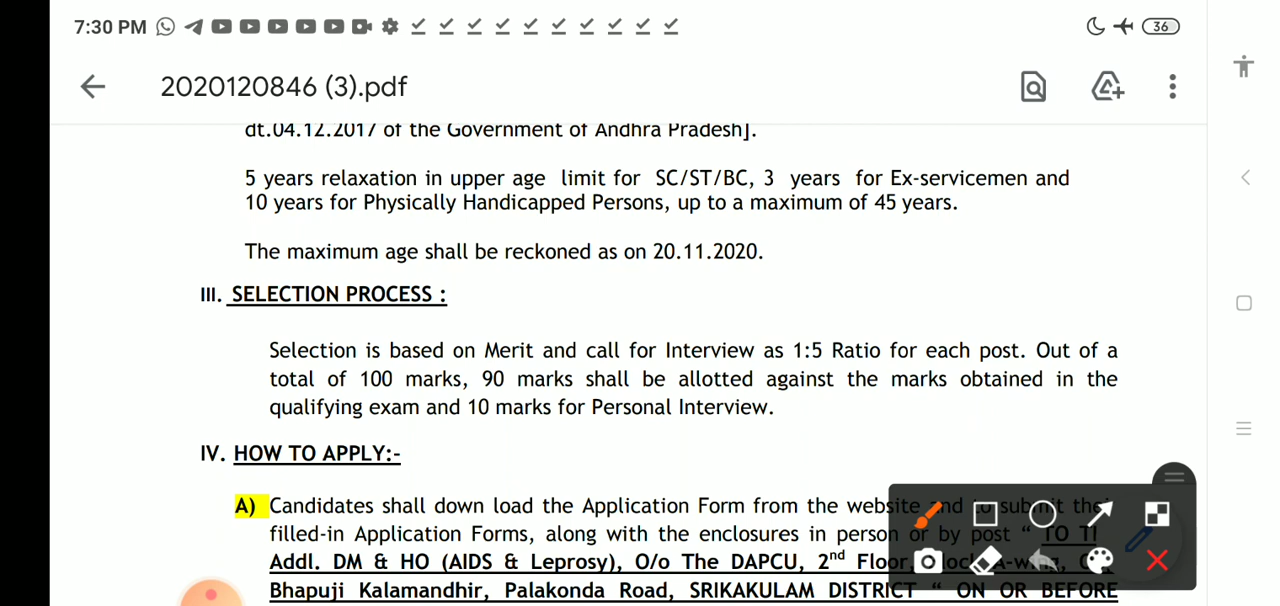 7:30 PM
36
2020120846 (3).pdf
dt.04.12.2017 of the Government of Andhra Pradesh].
5 years relaxation in upper age limit for SC/ST/BC, 3 years for Ex-servicemen and
10 years for Physically Handicapped Persons, up to a maximum of 45 years.
The maximum age shall be reckoned as on 20.11.2020.
III. SELECTION PROCESS :
Selection is based on Merit and call for Interview as 1:5 Ratio for each post. Out of a
total of 100 marks, 90 marks shall be allotted against the marks obtained in the
qualifying exam and 10 marks for Personal Interview.
IV. HOW TO APPLY:-
A) Candidates shall down load the Application Form from the website and to submit
filled-in Application Forms, along with the enclosures in person or by post " TO
Addl. DM & HO (AIDS & Leprosy), O/o The DAPCU, 2nd Floor,
Bhapuji Kalamandhir, Palakonda Road, SRIKAKULAM DISTRICT " ON OR BEFORE